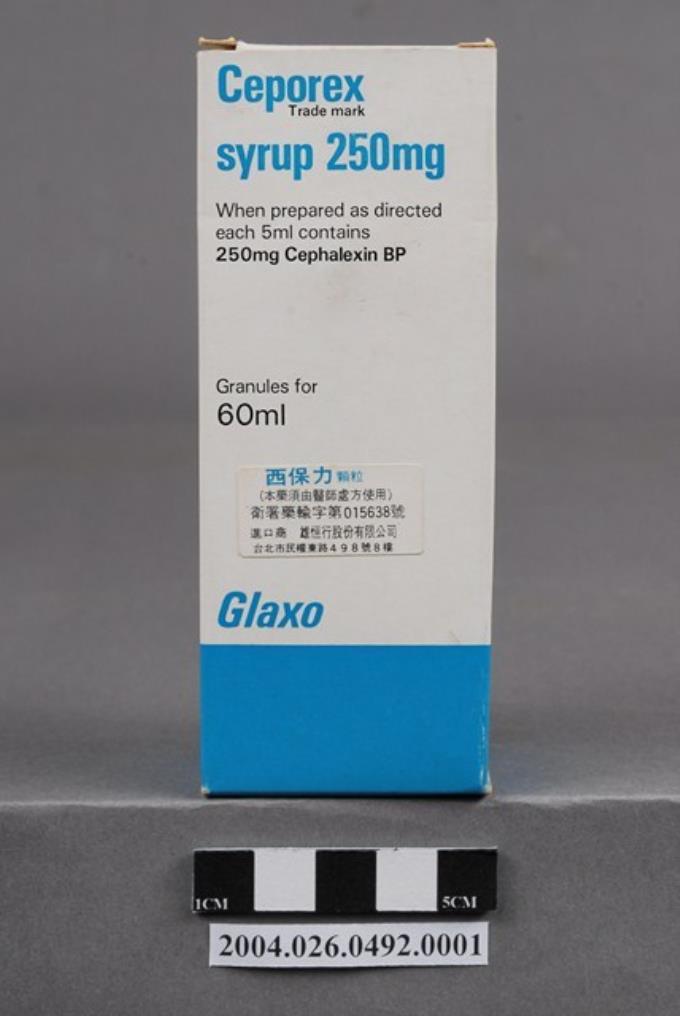 Ceporex
Trade mark
syrup 250mg
When prepared as directed
each 5ml contains
250mg Cephalexin BP
Granules for
60ml
西保力 顆粒
(本藥須由醫師處方使用)
衛署藥輸字第015638號
進口商 雄恒行股份有限公司
台北市民權東路498號8樓
Glaxo
1CM 5CM
2004.026.0492.0001